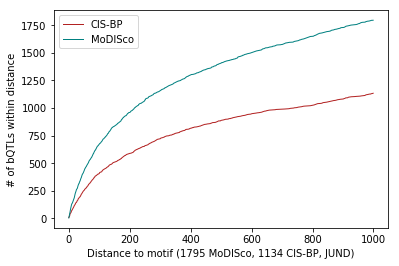 CIS-BP
MoDISco
# of bQTLs within distance
1750
1500
1250
1000
750
500
250
0
0 200 400 600 800 1000
Distance to motif (1795 MoDISco, 1134 CIS-BP, JUND)